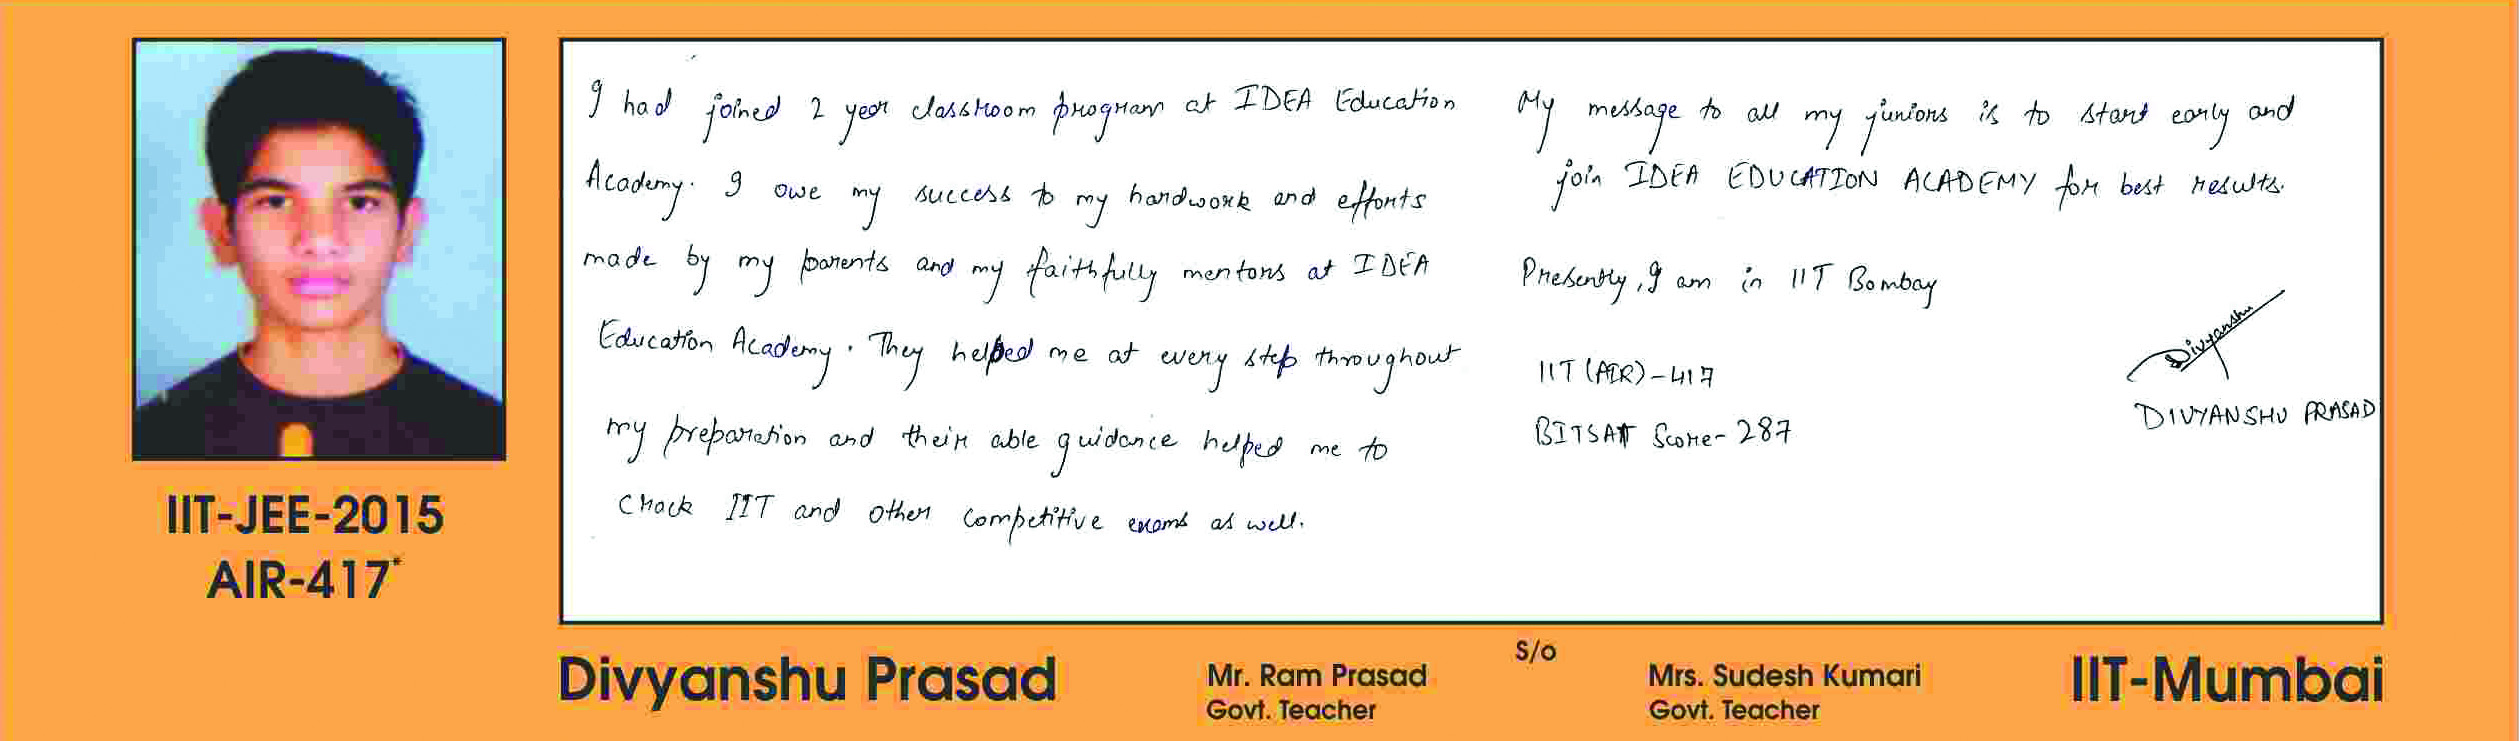 I had joined 2 year classroom program at IDEA Education
Academy. I owe my success to my hardwork and efforts
made by my parents and my faithfully mentors at IDEA
Education Academy. They helped me at every step throughout
my preparation and their able guidance helped me to
crack IIT and other competitive exams as well.
My message to all my juniors is to start early and
join IDEA EDUCATION ACADEMY for best results.
Presently, I am in IIT Bombay
IIT (AIR) - 417
BITSAT Score - 287
Divyanshu
DIVYANSHU PRASAD
IIT-JEE-2015
AIR-417*
Divyanshu Prasad
S/o
Mr. Ram Prasad
Govt. Teacher
Mrs. Sudesh Kumari
Govt. Teacher
IIT-Mumbai